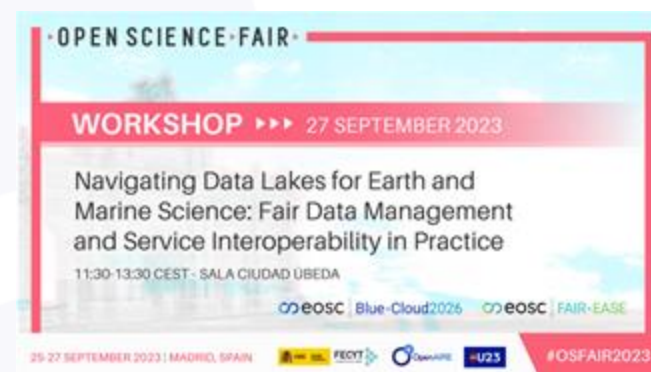 ·OPEN SCIENCE·FAIR·
WORKSHOP ▸▸▸ 27 SEPTEMBER 2023
Navigating Data Lakes for Earth and
Marine Science: Fair Data Management
and Service Interoperability in Practice
11:30-13:30 CEST - SALA CIUDAD ÚBEDA
eosc | Blue-Cloud2026 eosc | FAIR-EASE
25-27 SEPTEMBER 2023 | MADRID, SPAIN FECYT OpenAIRE EU23 #OSFAIR2023